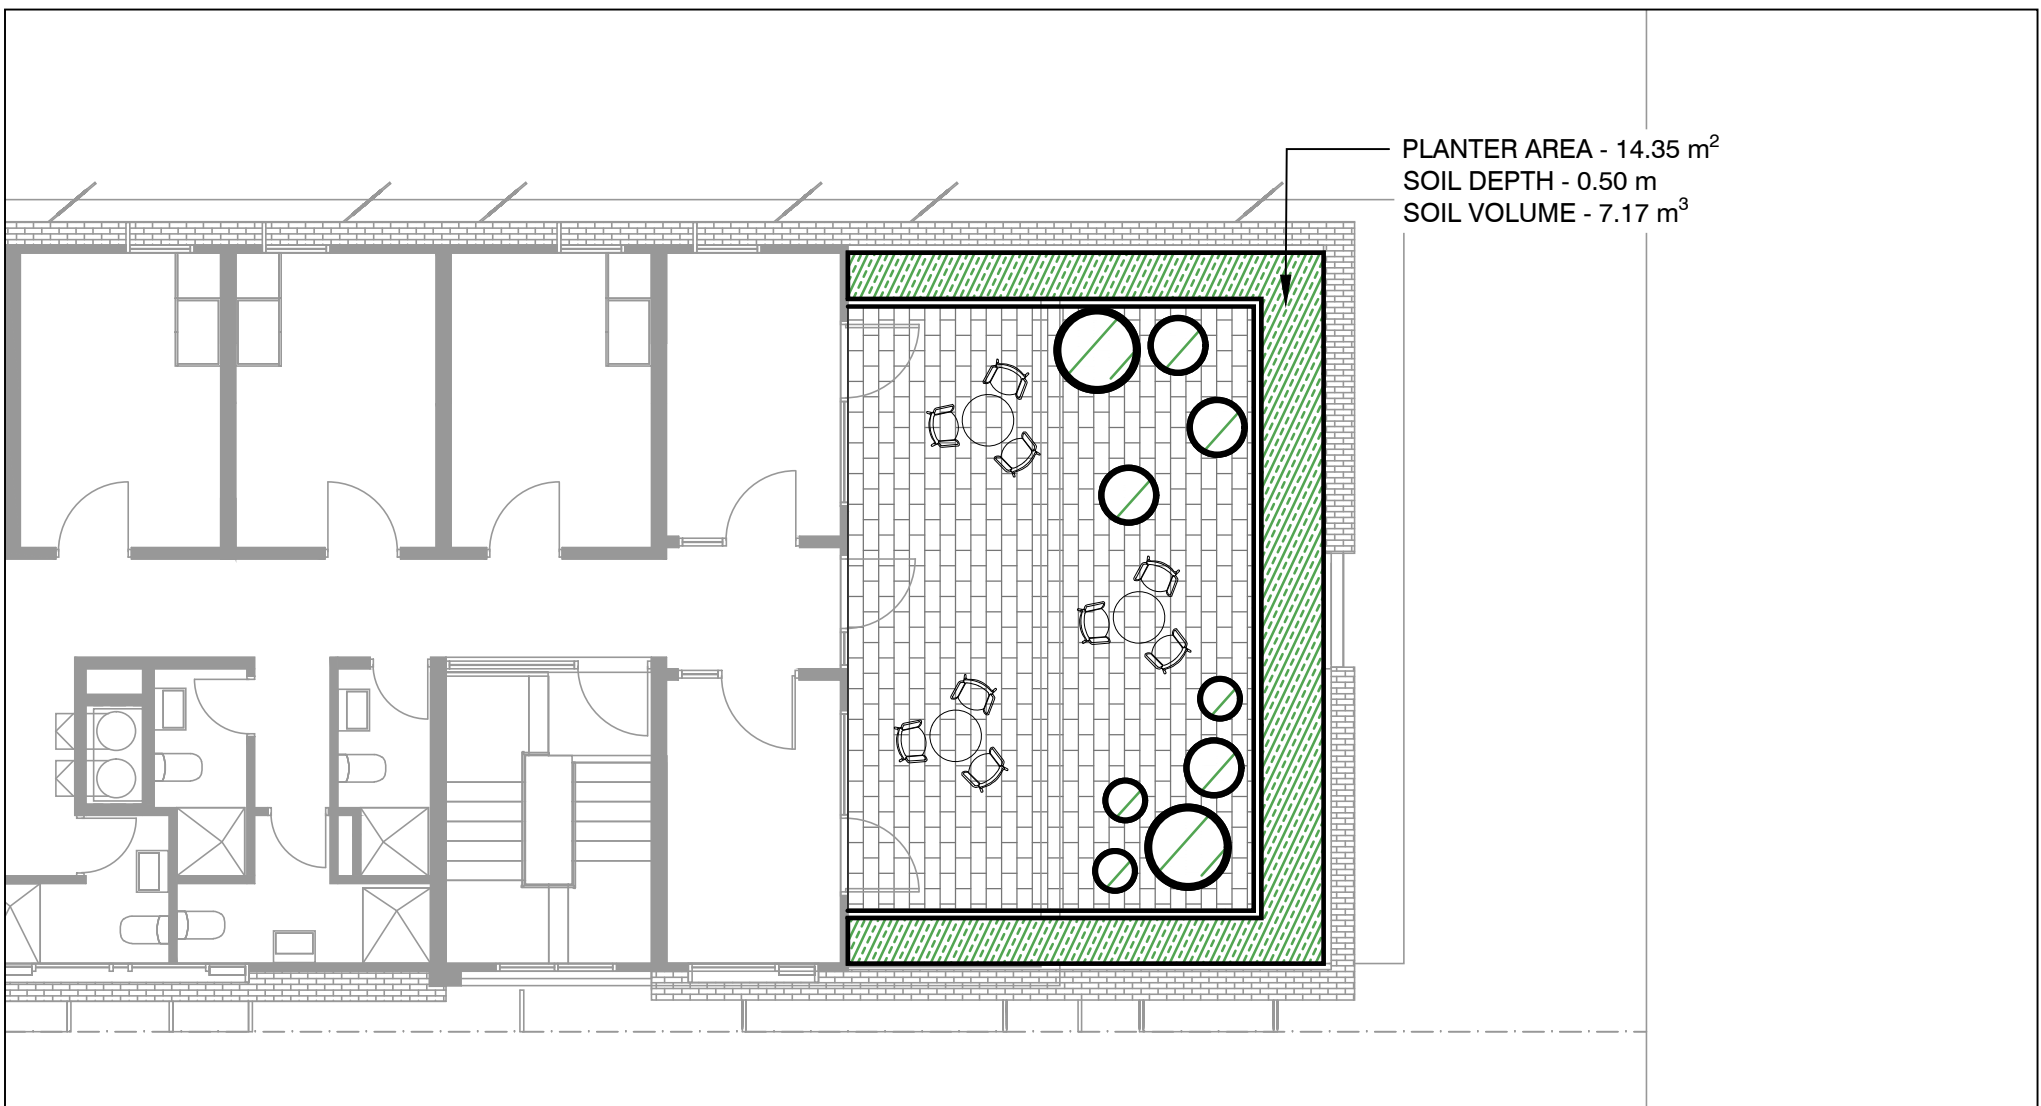 PLANTER AREA - 14.35 m²
SOIL DEPTH - 0.50 m
SOIL VOLUME - 7.17 m³